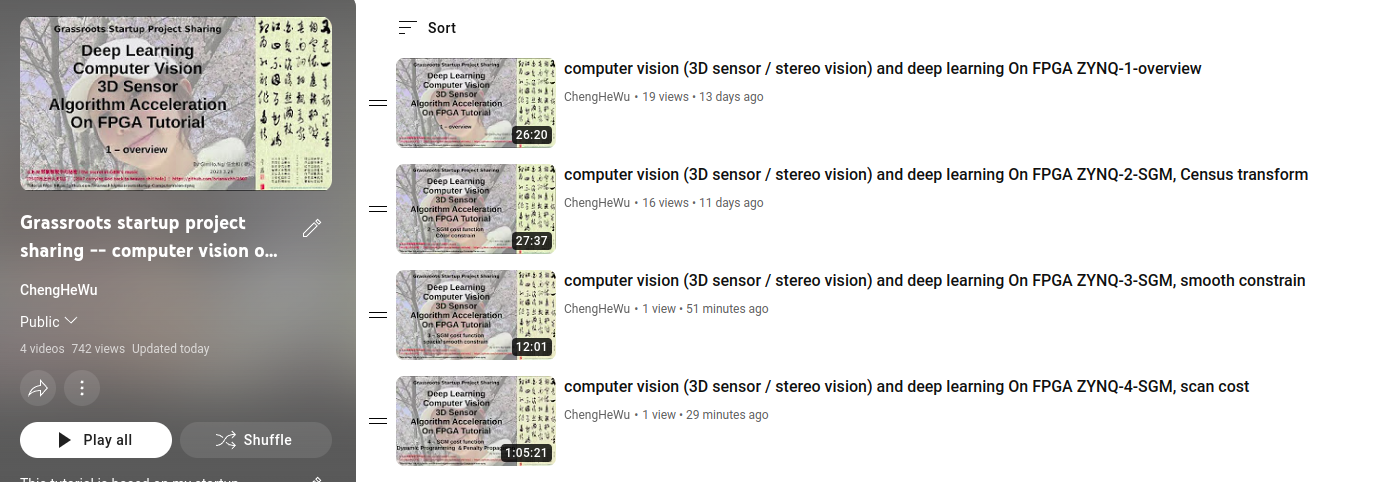 Grassroots Startup Project Sharing
Deep Learning
Computer Vision
3D Sensor
Algorithm Acceleration
On FPGA Tutorial
1 – overview
Grassroots startup project
sharing -- computer vision o...
ChengHeWu
Public
4 videos 742 views Updated today
Play all
Shuffle
This tutorial is based on my startup
Sort
Grassroots Startup Project Sharing
Deep Learning
Computer Vision
3D Sensor
Algorithm Acceleration
On FPGA Tutorial
1 – overview
26:20
computer vision (3D sensor / stereo vision) and deep learning On FPGA ZYNQ-1-overview
ChengHeWu • 19 views • 13 days ago
Grassroots Startup Project Sharing
Deep Learning
Computer Vision
3D Sensor
Algorithm Acceleration
On FPGA Tutorial
2 – SGM cost function
Color constrain
27:37
computer vision (3D sensor / stereo vision) and deep learning On FPGA ZYNQ-2-SGM, Census transform
ChengHeWu • 16 views • 11 days ago
Grassroots Startup Project Sharing
Deep Learning
Computer Vision
3D Sensor
Algorithm Acceleration
On FPGA Tutorial
3 – SGM cost function
12:01
computer vision (3D sensor / stereo vision) and deep learning On FPGA ZYNQ-3-SGM, smooth constrain
ChengHeWu • 1 view • 51 minutes ago
Grassroots Startup Project Sharing
Deep Learning
Computer Vision
3D Sensor
Algorithm Acceleration
On FPGA Tutorial
4 – SGM cost function
Dynamic Programming & Penalty
1:05:21
computer vision (3D sensor / stereo vision) and deep learning On FPGA ZYNQ-4-SGM, scan cost
ChengHeWu • 1 view • 29 minutes ago